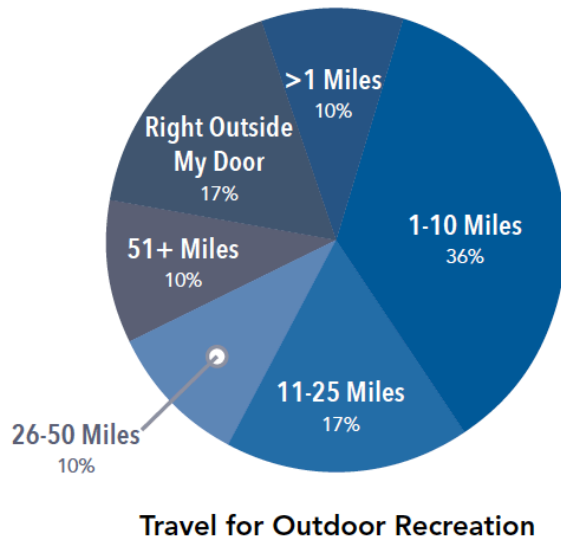 >1 Miles
10%
Right Outside
My Door
17%
1-10 Miles
36%
51+ Miles
10%
11-25 Miles
17%
26-50 Miles
10%
Travel for Outdoor Recreation